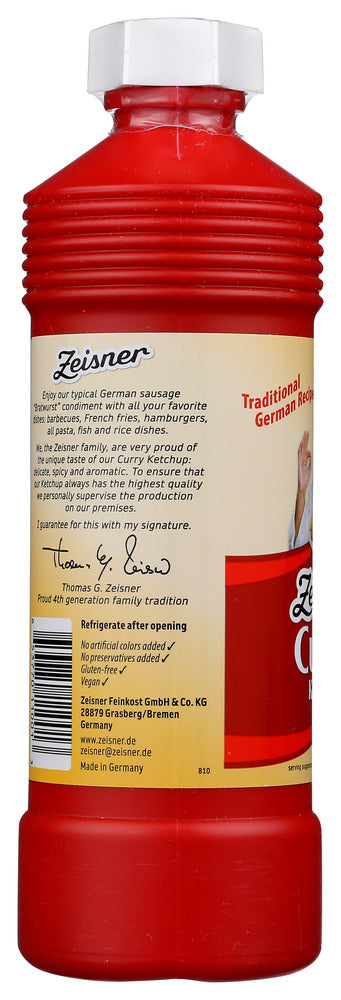 Zeisner
Enjoy our typical German sausage
"Bratwurst" condiment with all your favorite
dishes: barbecues, French fries, hamburgers,
all pasta, fish and rice dishes.
We, the Zeisner family, are very proud of
the unique taste of our Curry Ketchup:
delicate, spicy and aromatic. To ensure that
our Ketchup always has the highest quality
we personally supervise the production
on our premises.
I guarantee for this with my signature.
Thomas G. Zeisner
Thomas G. Zeisner
Proud 4th generation family tradition
Refrigerate after opening
No artificial colors added ✓
No preservatives added ✓
Gluten-free ✓
Vegan ✓
Zeisner Feinkost GmbH & Co. KG
28879 Grasberg/Bremen
Germany
www.zeisner.de
zeisner@zeisner.de
Made in Germany
810
Traditional
German Recipe
serving